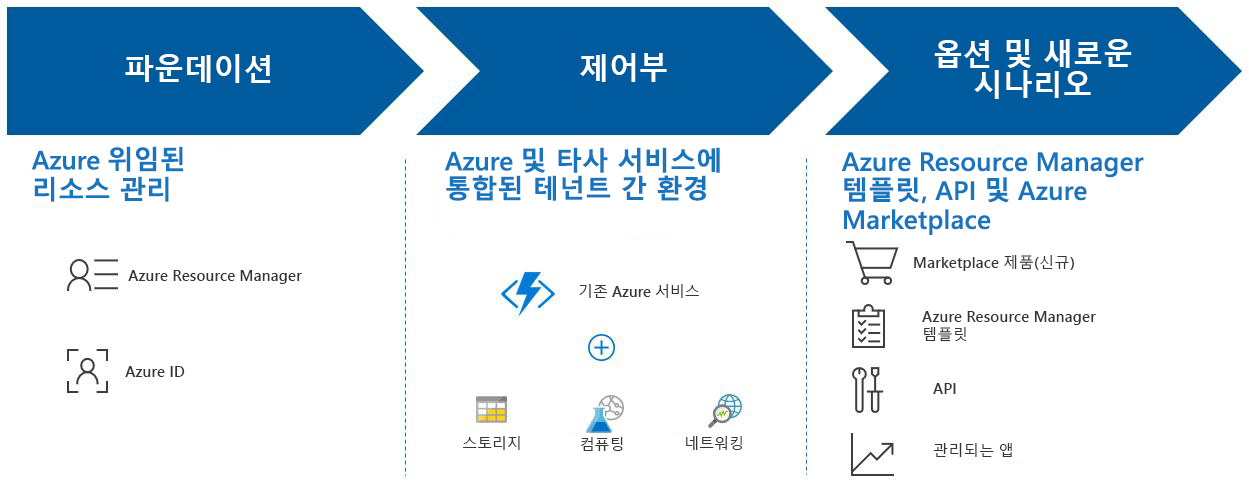 파운데이션
제어부
옵션 및 새로운
시나리오
Azure 위임된
리소스 관리
Azure Resource Manager
Azure ID
Azure 및 타사 서비스에
통합된 테넌트 간 환경
기존 Azure 서비스
스토리지
컴퓨팅
네트워킹
Azure Resource Manager
템플릿, API 및 Azure
Marketplace
Marketplace 제품(신규)
Azure Resource Manager
템플릿
API
관리되는 앱